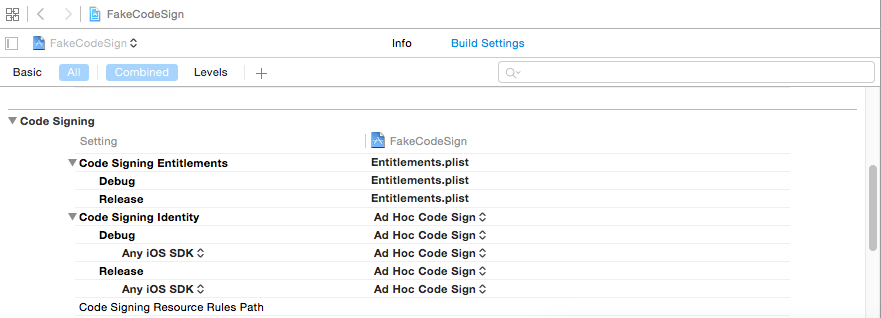 FakeCodeSign
FakeCodeSign Info Build Settings
Basic All Combined Levels +
Code Signing
Setting FakeCodeSign
Code Signing Entitlements Entitlements.plist
Debug Entitlements.plist
Release Entitlements.plist
Code Signing Identity Ad Hoc Code Sign
Debug Ad Hoc Code Sign
Any iOS SDK Ad Hoc Code Sign
Release Ad Hoc Code Sign
Any iOS SDK Ad Hoc Code Sign
Code Signing Resource Rules Path